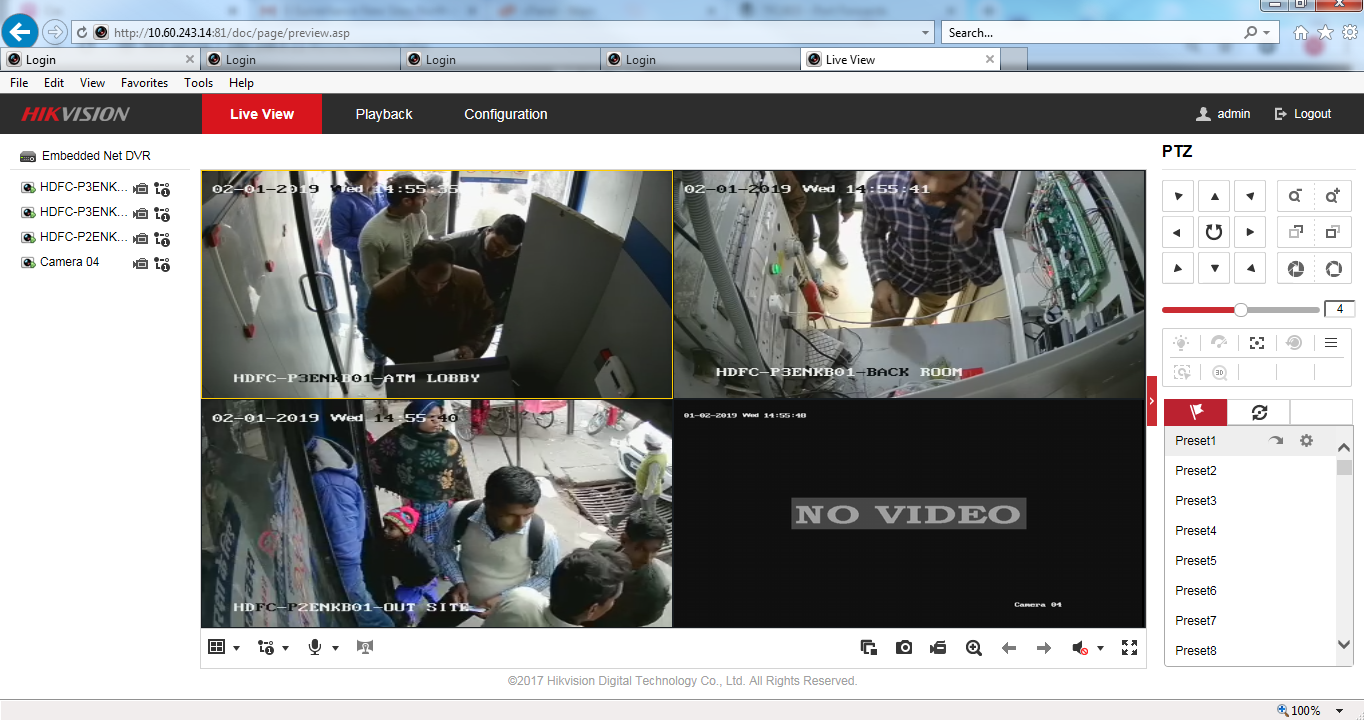 http://10.60.243.14:81/doc/page/preview.asp
Search...
Login
Login
Login
Login
Live View
File Edit View Favorites Tools Help
HIKVISION
Live View
Playback
Configuration
admin
Logout
Embedded Net DVR
HDFC-P3ENK...
HDFC-P3ENK...
HDFC-P2ENK...
Camera 04
02-01-2019 Wed 14:55:35
HDFC-P3ENKB01-ATM LOBBY
02-01-2019 Wed 14:55:41
HDFC-P3ENKB01-BACK ROOM
02-01-2019 Wed 14:55:40
HDFC-P2ENKB01-OUT SITE
01-02-2019 Wed 14:55:48
NO VIDEO
Camera 04
PTZ
4
3D
Preset1
Preset2
Preset3
Preset4
Preset5
Preset6
Preset7
Preset8
©2017 Hikvision Digital Technology Co., Ltd. All Rights Reserved.
100%